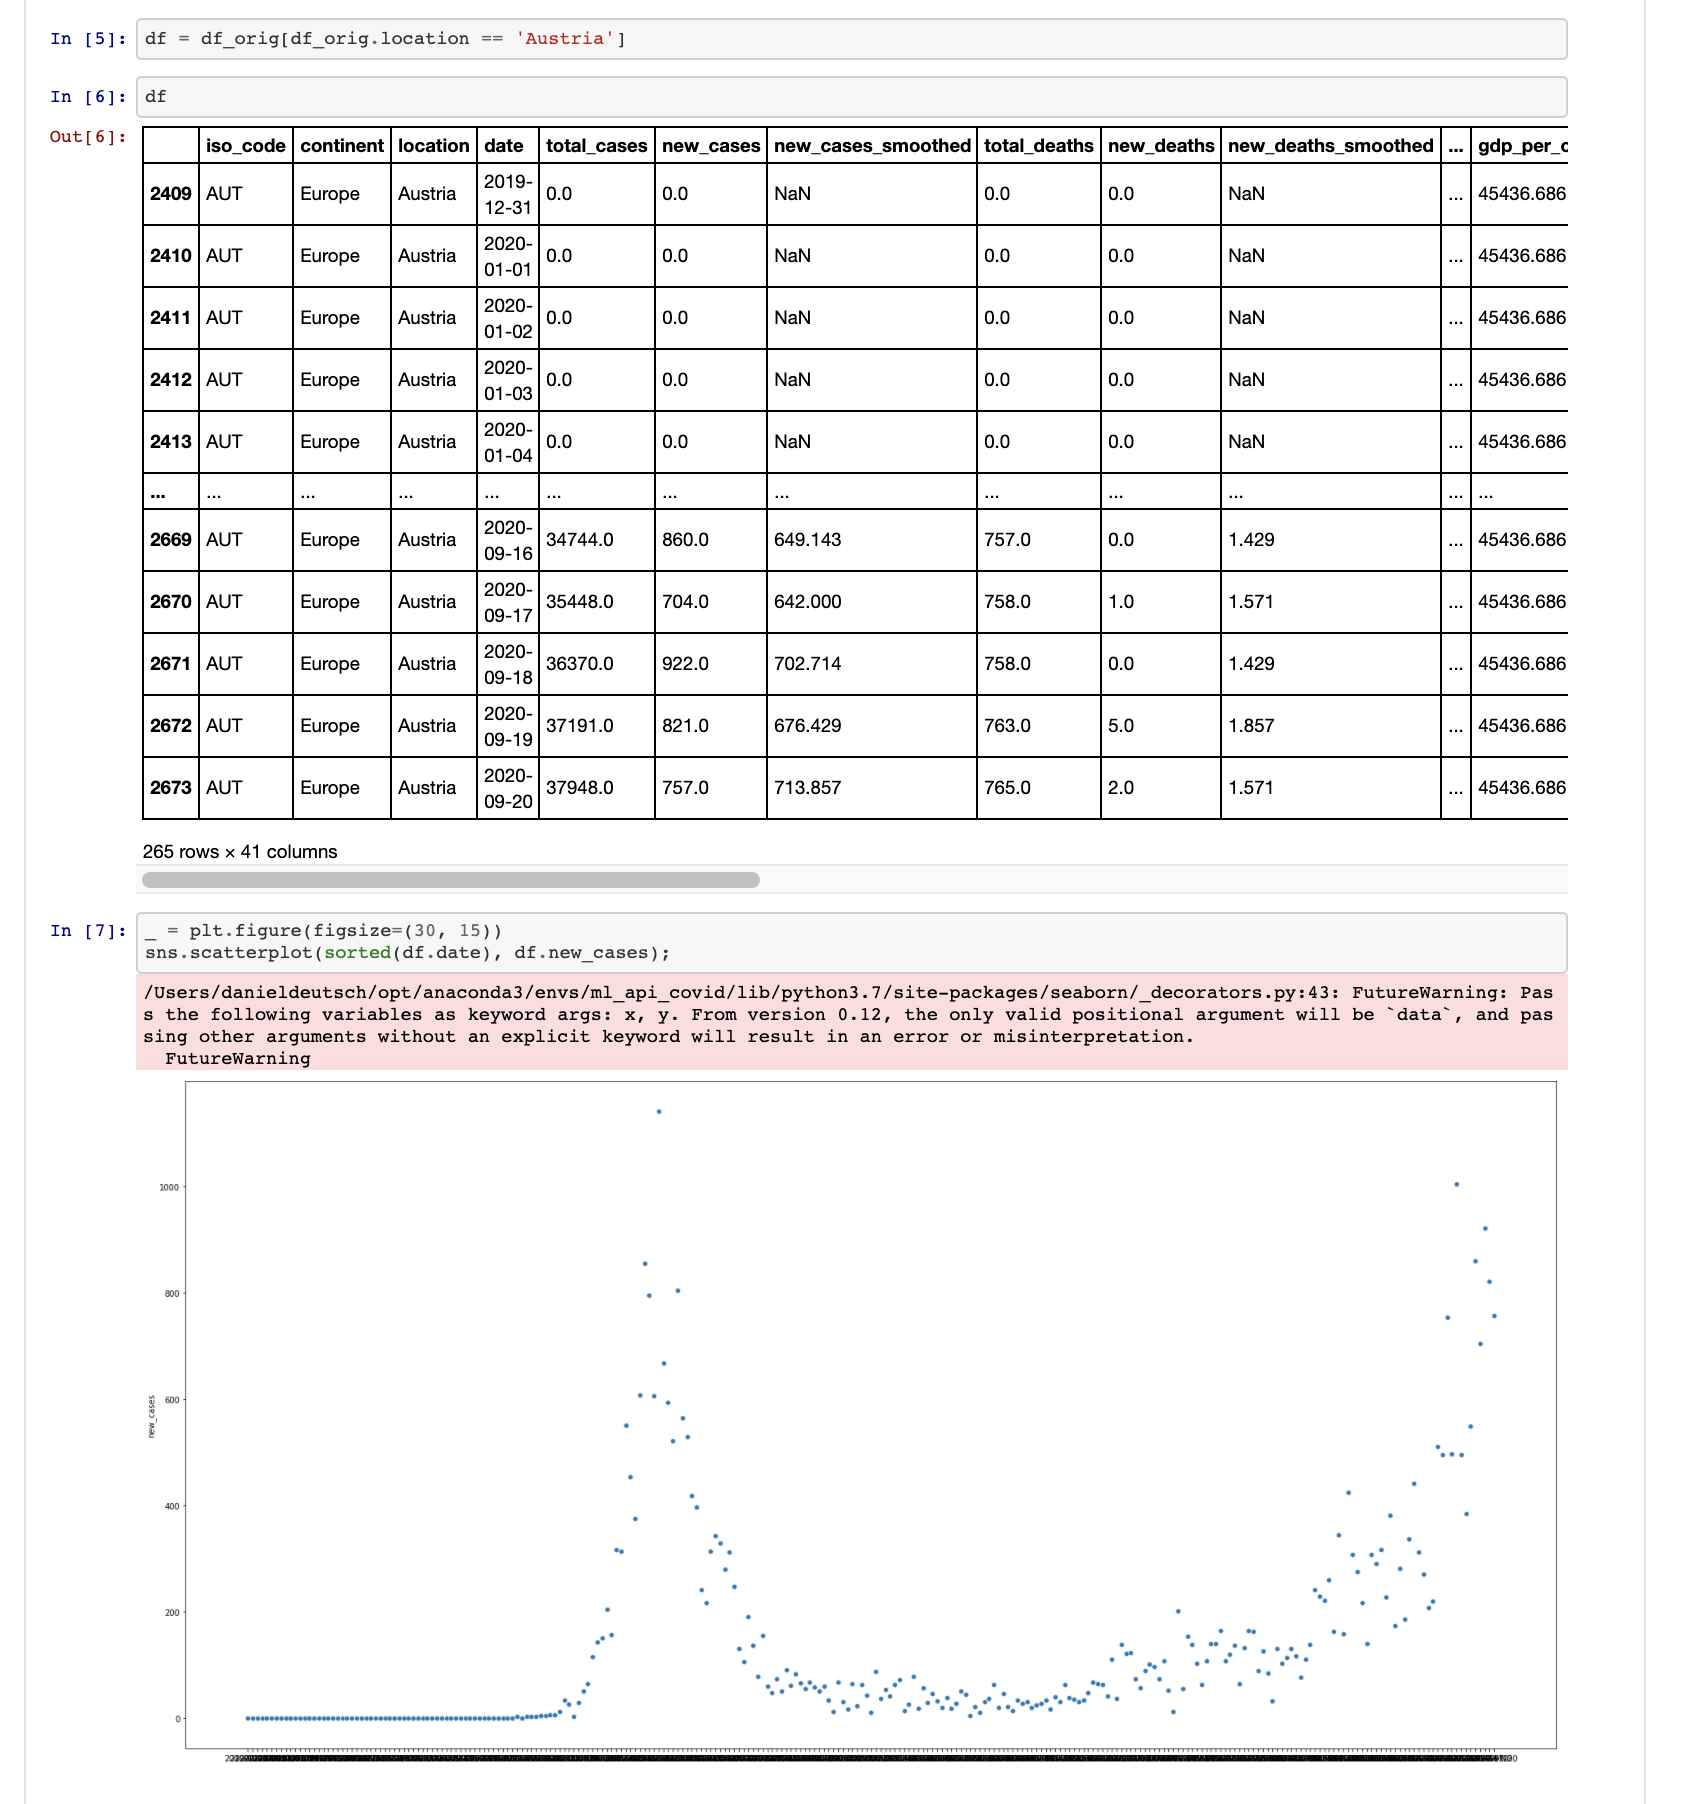 In [5]: df = df_orig[df_orig.location == 'Austria']
In [6]: df
Out[6]:
iso_code continent location date total_cases new_cases new_cases_smoothed total_deaths new_deaths new_deaths_smoothed ... gdp_per_c
2409 AUT Europe Austria 2019-12-31 0.0 0.0 NaN 0.0 0.0 NaN ... 45436.686
2410 AUT Europe Austria 2020-01-01 0.0 0.0 NaN 0.0 0.0 NaN ... 45436.686
2411 AUT Europe Austria 2020-01-02 0.0 0.0 NaN 0.0 0.0 NaN ... 45436.686
2412 AUT Europe Austria 2020-01-03 0.0 0.0 NaN 0.0 0.0 NaN ... 45436.686
2413 AUT Europe Austria 2020-01-04 0.0 0.0 NaN 0.0 0.0 NaN ... 45436.686
... ... ... ... ... ... ... ... ... ... ... ... ...
2669 AUT Europe Austria 2020-09-16 34744.0 860.0 649.143 757.0 0.0 1.429 ... 45436.686
2670 AUT Europe Austria 2020-09-17 35448.0 704.0 642.000 758.0 1.0 1.571 ... 45436.686
2671 AUT Europe Austria 2020-09-18 36370.0 922.0 702.714 758.0 0.0 1.429 ... 45436.686
2672 AUT Europe Austria 2020-09-19 37191.0 821.0 676.429 763.0 5.0 1.857 ... 45436.686
2673 AUT Europe Austria 2020-09-20 37948.0 757.0 713.857 765.0 2.0 1.571 ... 45436.686
265 rows × 41 columns
In [7]: _ = plt.figure(figsize=(30, 15))
sns.scatterplot(sorted(df.date), df.new_cases);
/Users/danieldeutsch/opt/anaconda3/envs/ml_api_covid/lib/python3.7/site-packages/seaborn/_decorators.py:43: FutureWarning: Pas
s the following variables as keyword args: x, y. From version 0.12, the only valid positional argument will be `data`, and pas
sing other arguments without an explicit keyword will result in an error or misinterpretation.
FutureWarning
1000
800
600
new_cases
400
200
0